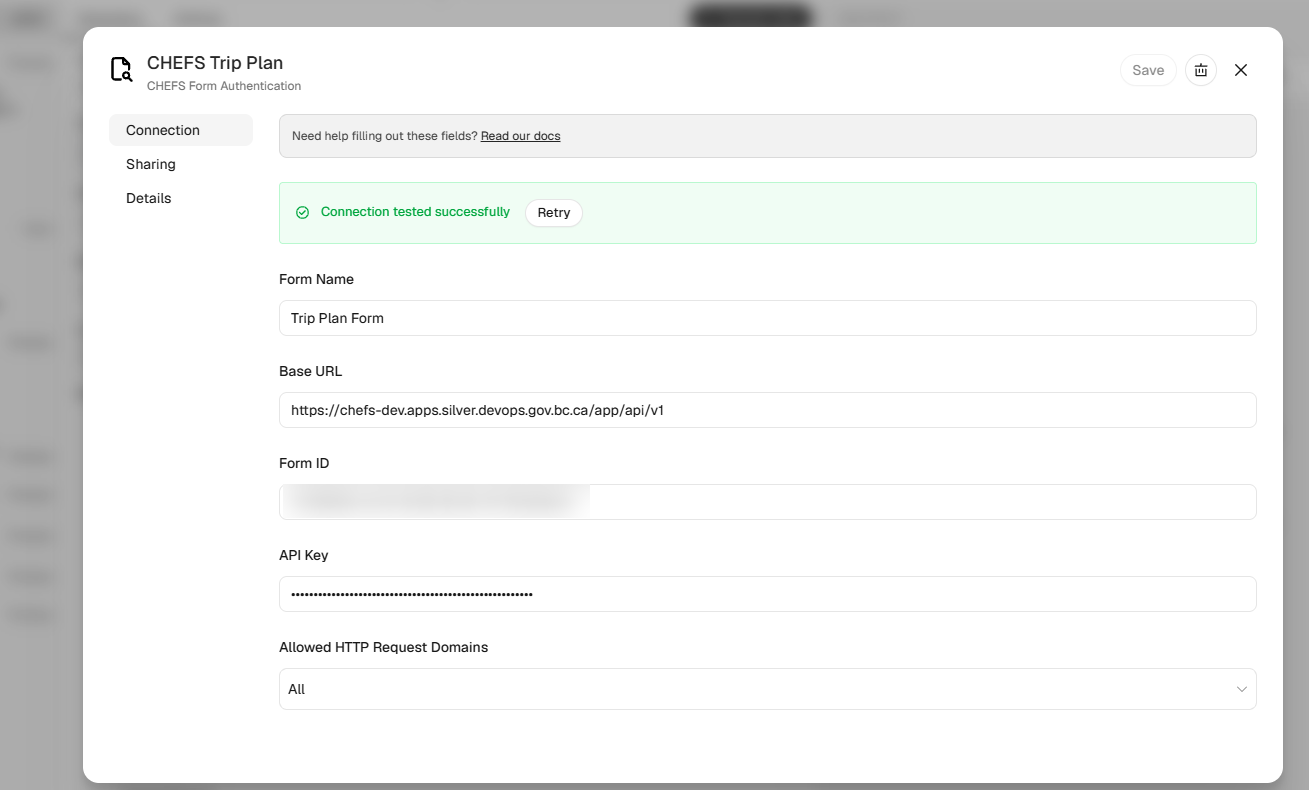 CHEFS Trip Plan
CHEFS Form Authentication
Save
Connection
Sharing
Details
Need help filling out these fields? Read our docs
Connection tested successfully
Retry
Form Name
Trip Plan Form
Base URL
https://chefs-dev.apps.silver.devops.gov.bc.ca/app/api/v1
Form ID
API Key
••••••••••••••••••••••••••••••••••••••••••••••••••••••
Allowed HTTP Request Domains
All